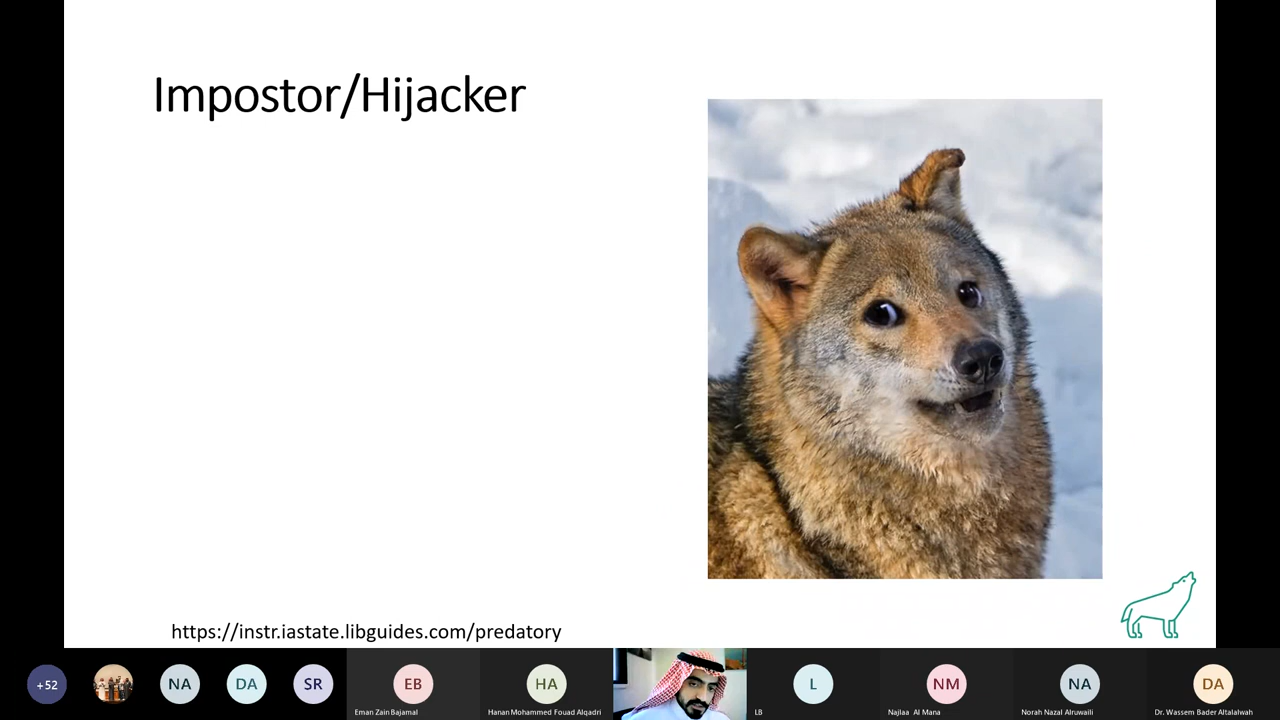 Impostor/Hijacker
https://instr.iastate.libguides.com/predatory
+52
NA
DA
SR
EB
HA
L
NM
NA
DA
Eman Zain Bajamal
Hanan Mohammed Fouad Alqadri
LB
Najlaa Al Mana
Norah Nazal Alruwaili
Dr. Wassem Bader Altalalwah